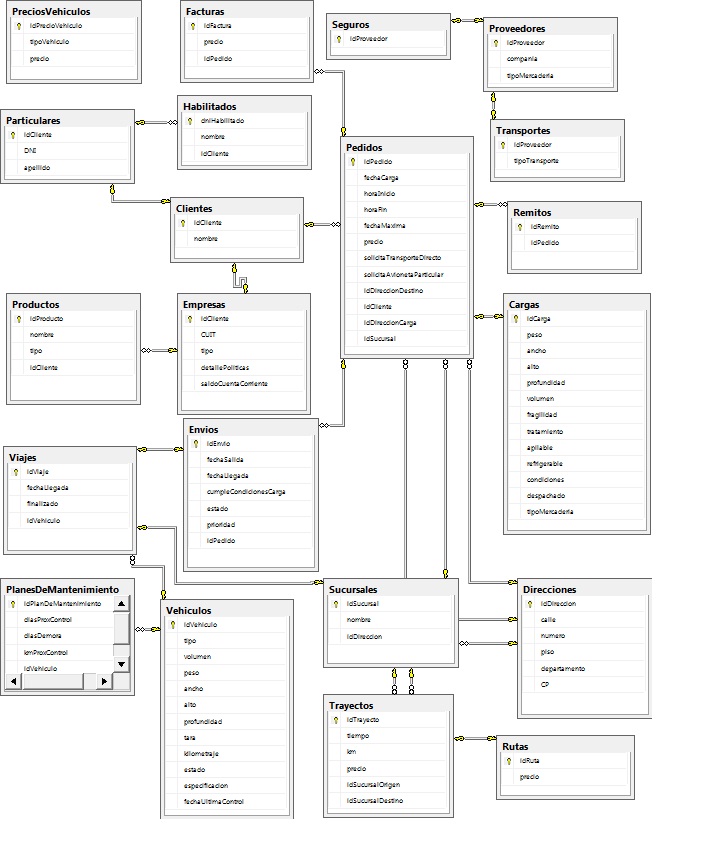 PreciosVehiculos
idPrecioVehiculo
tipoVehiculo
precio
Facturas
idFactura
precio
idPedido
Seguros
idProveedor
Proveedores
idProveedor
compania
tipoMercaderia
Particulares
idCliente
DNI
apellido
Habilitados
dniHabilitado
nombre
idCliente
Transportes
idProveedor
tipoTransporte
Pedidos
idPedido
fechaCarga
horaInicio
horaFin
fechaMaxima
precio
solicitaTransporteDirecto
solicitaAvionetaParticular
idDireccionDestino
idCliente
idDireccionCarga
idSucursal
Clientes
idCliente
nombre
Remitos
idRemito
idPedido
Productos
idProducto
nombre
tipo
idCliente
Empresas
idCliente
CUIT
tipo
detallePoliticas
saldoCuentaCorriente
Cargas
idCarga
peso
ancho
alto
profundidad
volumen
fragilidad
tratamiento
apilable
refrigerable
condiciones
despachado
tipoMercaderia
Envios
idEnvio
fechaSalida
fechaLlegada
cumpleCondicionesCarga
estado
prioridad
idPedido
Viajes
idViaje
fechaLlegada
finalizado
idVehiculo
PlanesDeMantenimiento
idPlanDeMantenimiento
diasProxControl
diasDemora
kmProxControl
idVehiculo
Vehiculos
idVehiculo
tipo
volumen
peso
ancho
alto
profundidad
tara
kilometraje
estado
especificacion
fechaUltimaControl
Sucursales
idSucursal
nombre
idDireccion
Direcciones
idDireccion
calle
numero
piso
departamento
CP
Trayectos
idTrayecto
tiempo
km
precio
idSucursalOrigen
idSucursalDestino
Rutas
idRuta
precio